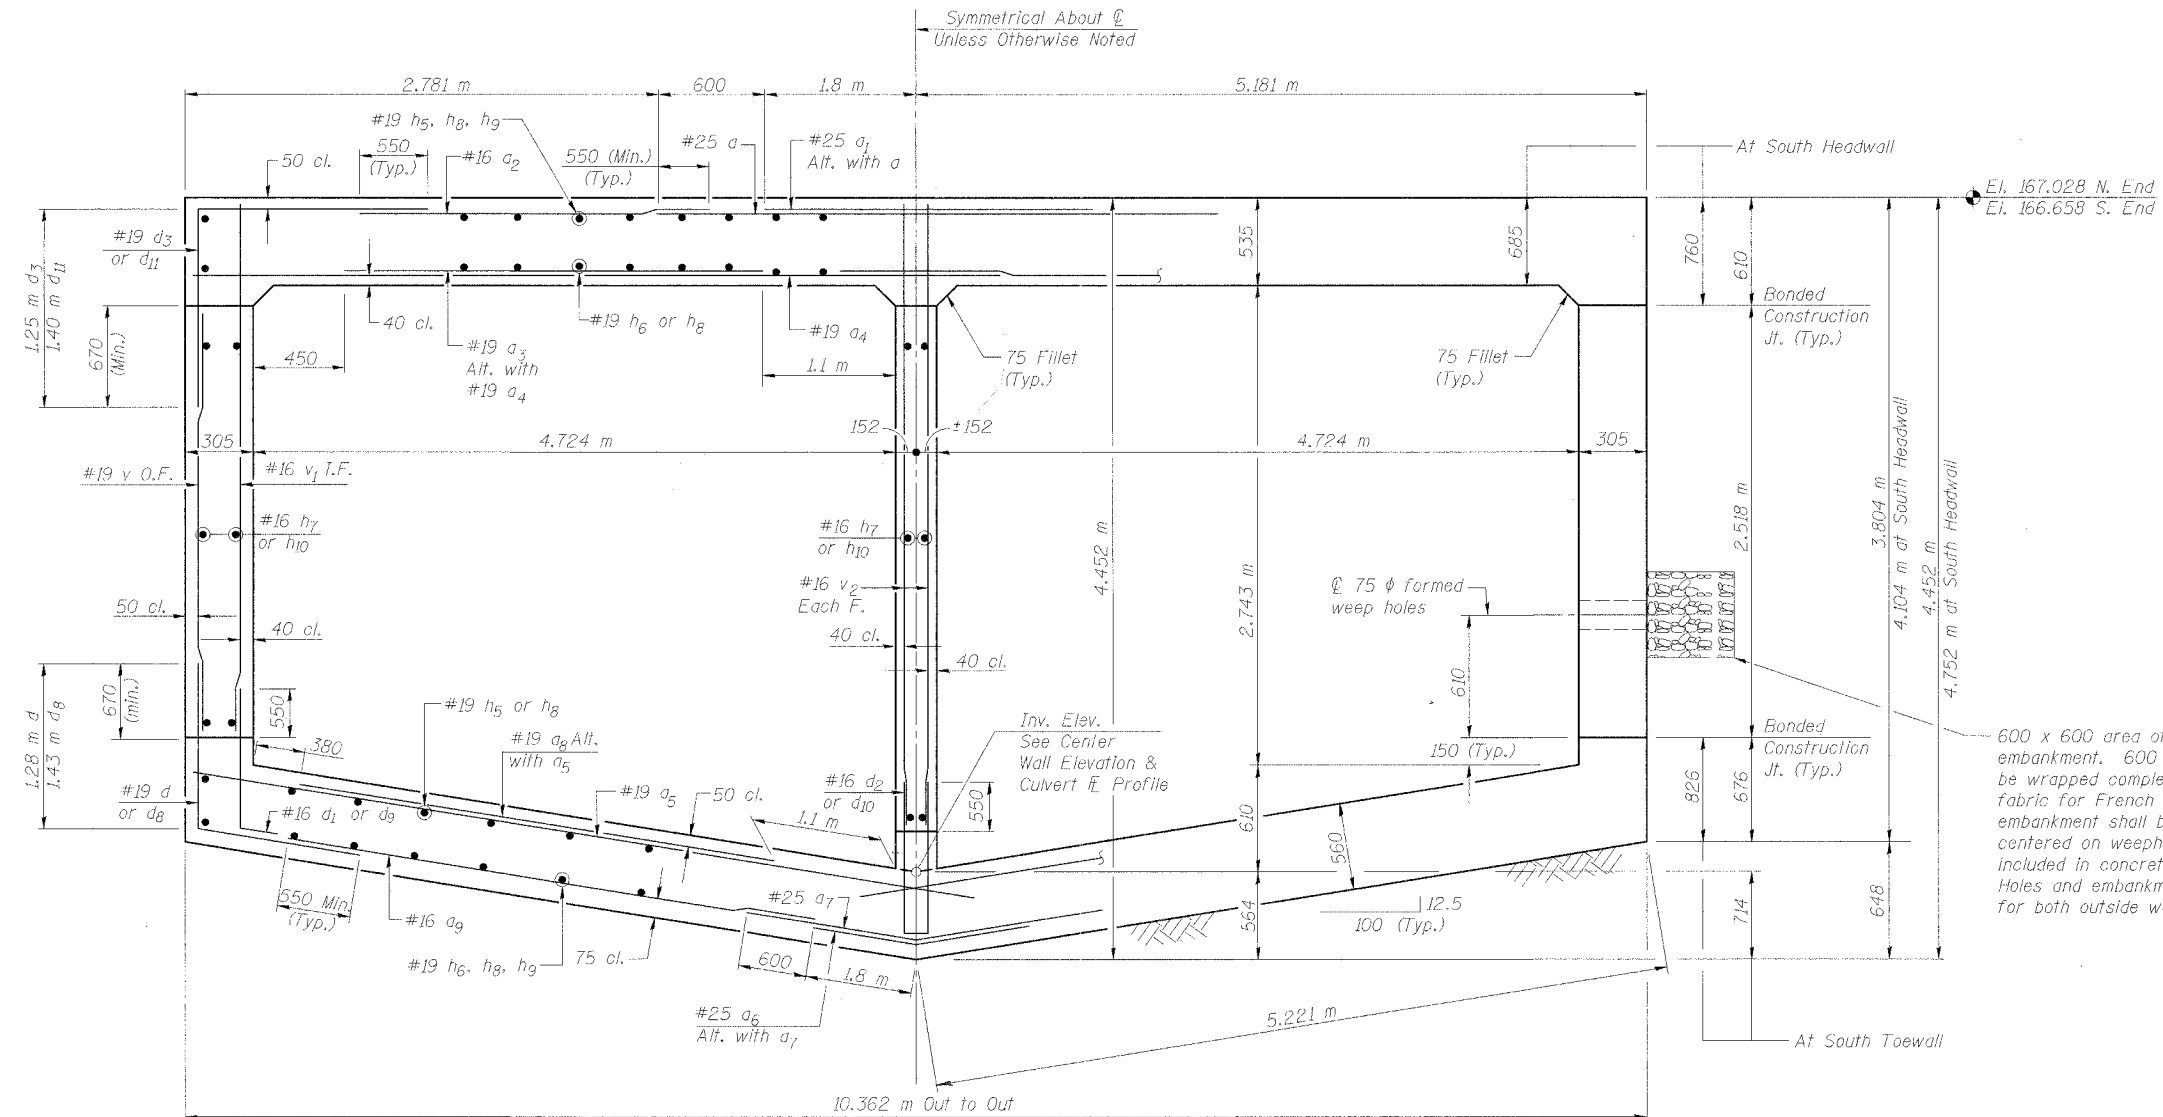 Symmetrical About ℄
Unless Otherwise Noted
2.781 m
600
1.8 m
5.181 m
#19 h5, h8, h9
#25 a
#25 a1
Alt. with a
550
(Typ.)
#16 a2
550 (Min.)
(Typ.)
50 cl.
At South Headwall
El. 167.028 N. End
El. 166.658 S. End
#19 d3
or d11
1.25 m d3
1.40 m d11
670
(Min.)
535
685
760
610
Bonded
Construction
Jt. (Typ.)
40 cl.
#19 h6 or h8
#19 a4
450
#19 a3
Alt. with
#19 a4
1.1 m
75 Fillet
(Typ.)
75 Fillet
(Typ.)
305
4.724 m
152
±152
4.724 m
305
#19 v O.F.
#16 v1 I.F.
#16 h7
or h10
#16 h7
or h10
#16 v2
Each F.
4.452 m
2.743 m
℄ 75 ϕ formed
weep holes
2.518 m
3.804 m
4.104 m at South Headwall
4.452 m
4.752 m at South Headwall
50 cl.
40 cl.
40 cl.
40 cl.
610
1.28 m d
1.43 m d8
670
(min.)
550
#19 h5 or h8
#19 a8 Alt.
with a5
380
Inv. Elev.
See Center
Wall Elevation &
Culvert ℄ Profile
150 (Typ.)
Bonded
Construction
Jt. (Typ.)
600 x 600 area of
embankment. 600
be wrapped comple
fabric for French
embankment shall b
centered on weeph
included in concret
Holes and embankm
for both outside w
#19 d
or d8
#16 d1 or d9
#19 a5
50 cl.
#16 d2
or d10
550
1.1 m
610
560
826
676
550 Min.
(Typ.)
#16 a9
#25 a7
564
12.5
100 (Typ.)
714
648
#19 h6, h8, h9
75 cl.
600
1.8 m
#25 a6
Alt. with a7
5.221 m
At South Toewall
10.362 m Out to Out